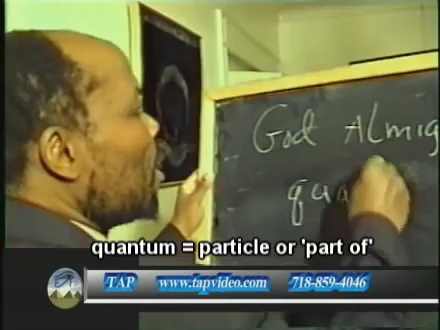 God Almig
qua
quantum = particle or 'part of'
TAP www.tapvideo.com 718-859-4046